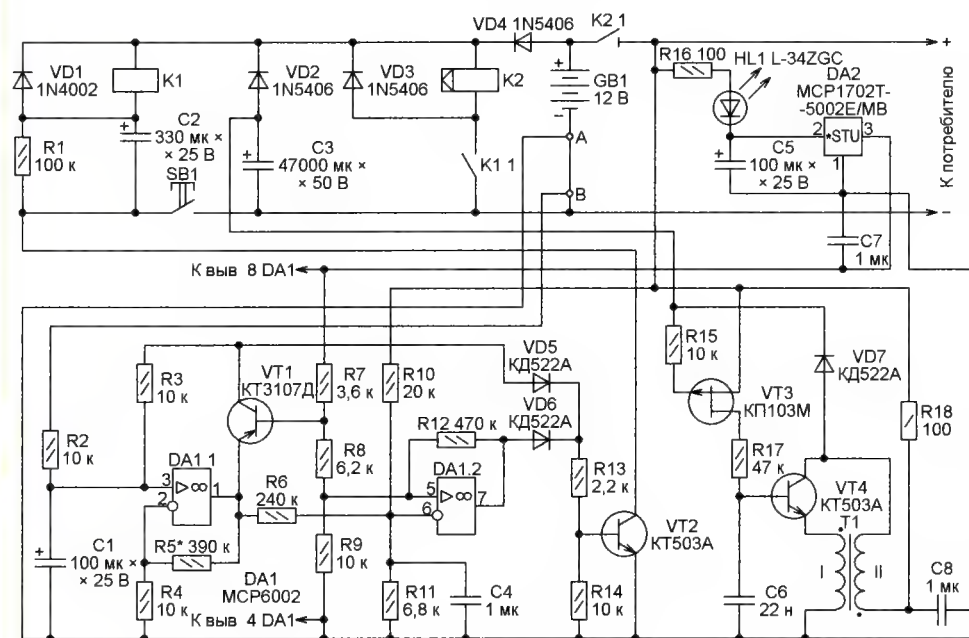 VD4 1N5406
K2 1
+
VD1
1N4002
K1
VD2
1N5406
VD3
1N5406
K2
GB1
12 В
R16 100
HL1 L-34ZGC
DA2
MCP1702T-
-5002E/MB
2
*STU
3
1
+
−
A
B
R1
100 к
+
C2
330 мк ×
× 25 В
SB1
+
C3
47000 мк ×
× 50 В
K1 1
+
C5
100 мк ×
× 25 В
К потребителю
−
C7
1 мк
К выв 8 DA1
R3
10 к
VT1
КТ3107Д
R7
3,6 к
R10
20 к
VD5
КД522А
VD6
КД522А
R15
10 к
VT3
КП103М
VD7
КД522А
R18
100
R2
10 к
DA1 1
3
2
▷∞
1
R6
240 к
R8
6,2 к
R12 470 к
DA1.2
5
6
▷∞
7
R13
2,2 к
R17
47 к
VT4
КТ503А
T1
VT2
КТ503А
+
C1
100 мк ×
× 25 В
R5* 390 к
R4
10 к
DA1
MCP6002
К выв 4 DA1
R9
10 к
R11
6,8 к
C4
1 мк
R14
10 к
C6
22 н
I
II
C8
1 мк